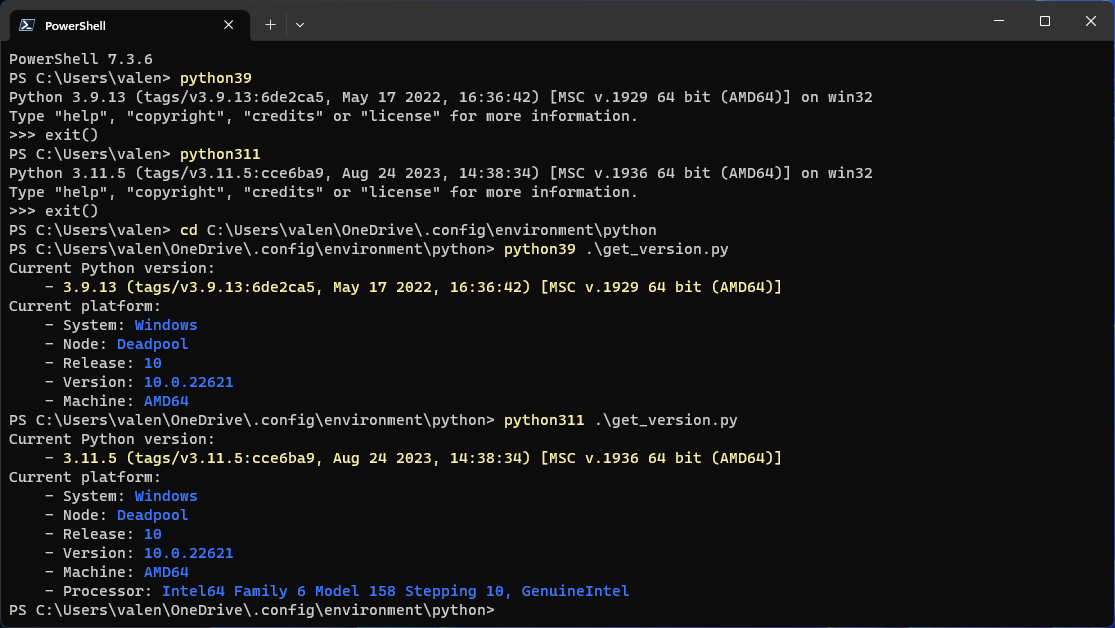 PowerShell
PowerShell 7.3.6
PS C:\Users\valen> python39
Python 3.9.13 (tags/v3.9.13:6de2ca5, May 17 2022, 16:36:42) [MSC v.1929 64 bit (AMD64)] on win32
Type "help", "copyright", "credits" or "license" for more information.
>>> exit()
PS C:\Users\valen> python311
Python 3.11.5 (tags/v3.11.5:cce6ba9, Aug 24 2023, 14:38:34) [MSC v.1936 64 bit (AMD64)] on win32
Type "help", "copyright", "credits" or "license" for more information.
>>> exit()
PS C:\Users\valen> cd C:\Users\valen\OneDrive\.config\environment\python
PS C:\Users\valen\OneDrive\.config\environment\python> python39 .\get_version.py
Current Python version:
    - 3.9.13 (tags/v3.9.13:6de2ca5, May 17 2022, 16:36:42) [MSC v.1929 64 bit (AMD64)]
Current platform:
    - System: Windows
    - Node: Deadpool
    - Release: 10
    - Version: 10.0.22621
    - Machine: AMD64
PS C:\Users\valen\OneDrive\.config\environment\python> python311 .\get_version.py
Current Python version:
    - 3.11.5 (tags/v3.11.5:cce6ba9, Aug 24 2023, 14:38:34) [MSC v.1936 64 bit (AMD64)]
Current platform:
    - System: Windows
    - Node: Deadpool
    - Release: 10
    - Version: 10.0.22621
    - Machine: AMD64
    - Processor: Intel64 Family 6 Model 158 Stepping 10, GenuineIntel
PS C:\Users\valen\OneDrive\.config\environment\python>